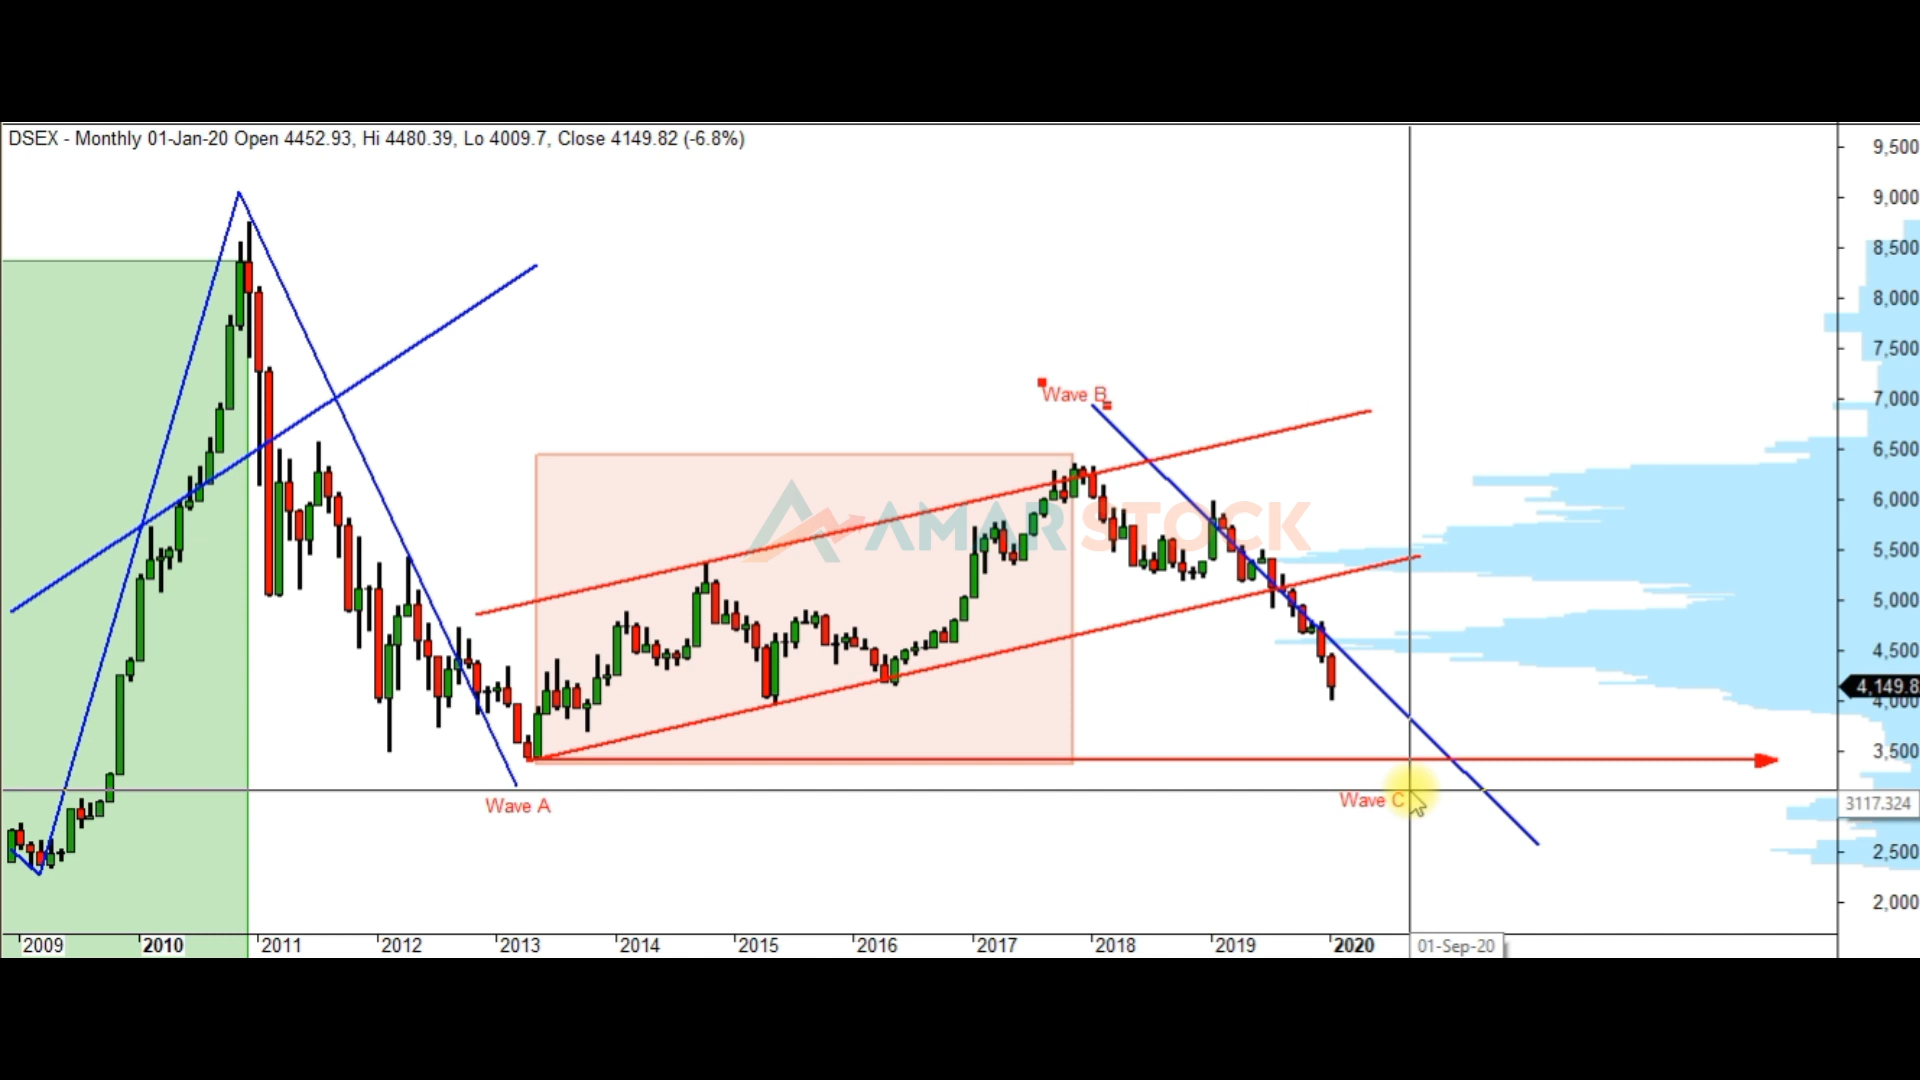 DSEX - Monthly 01-Jan-20 Open 4452.93, Hi 4480.39, Lo 4009.7, Close 4149.82 (-6.8%)
9,500
9,000
8,500
8,000
7,500
7,000
6,500
6,000
5,500
5,000
4,500
4,149.8
4,000
3,500
3117.324
2,500
2,000
Wave B
AMARSTOCK
Wave A
Wave C
2009 2010 2011 2012 2013 2014 2015 2016 2017 2018 2019 2020 01-Sep-20